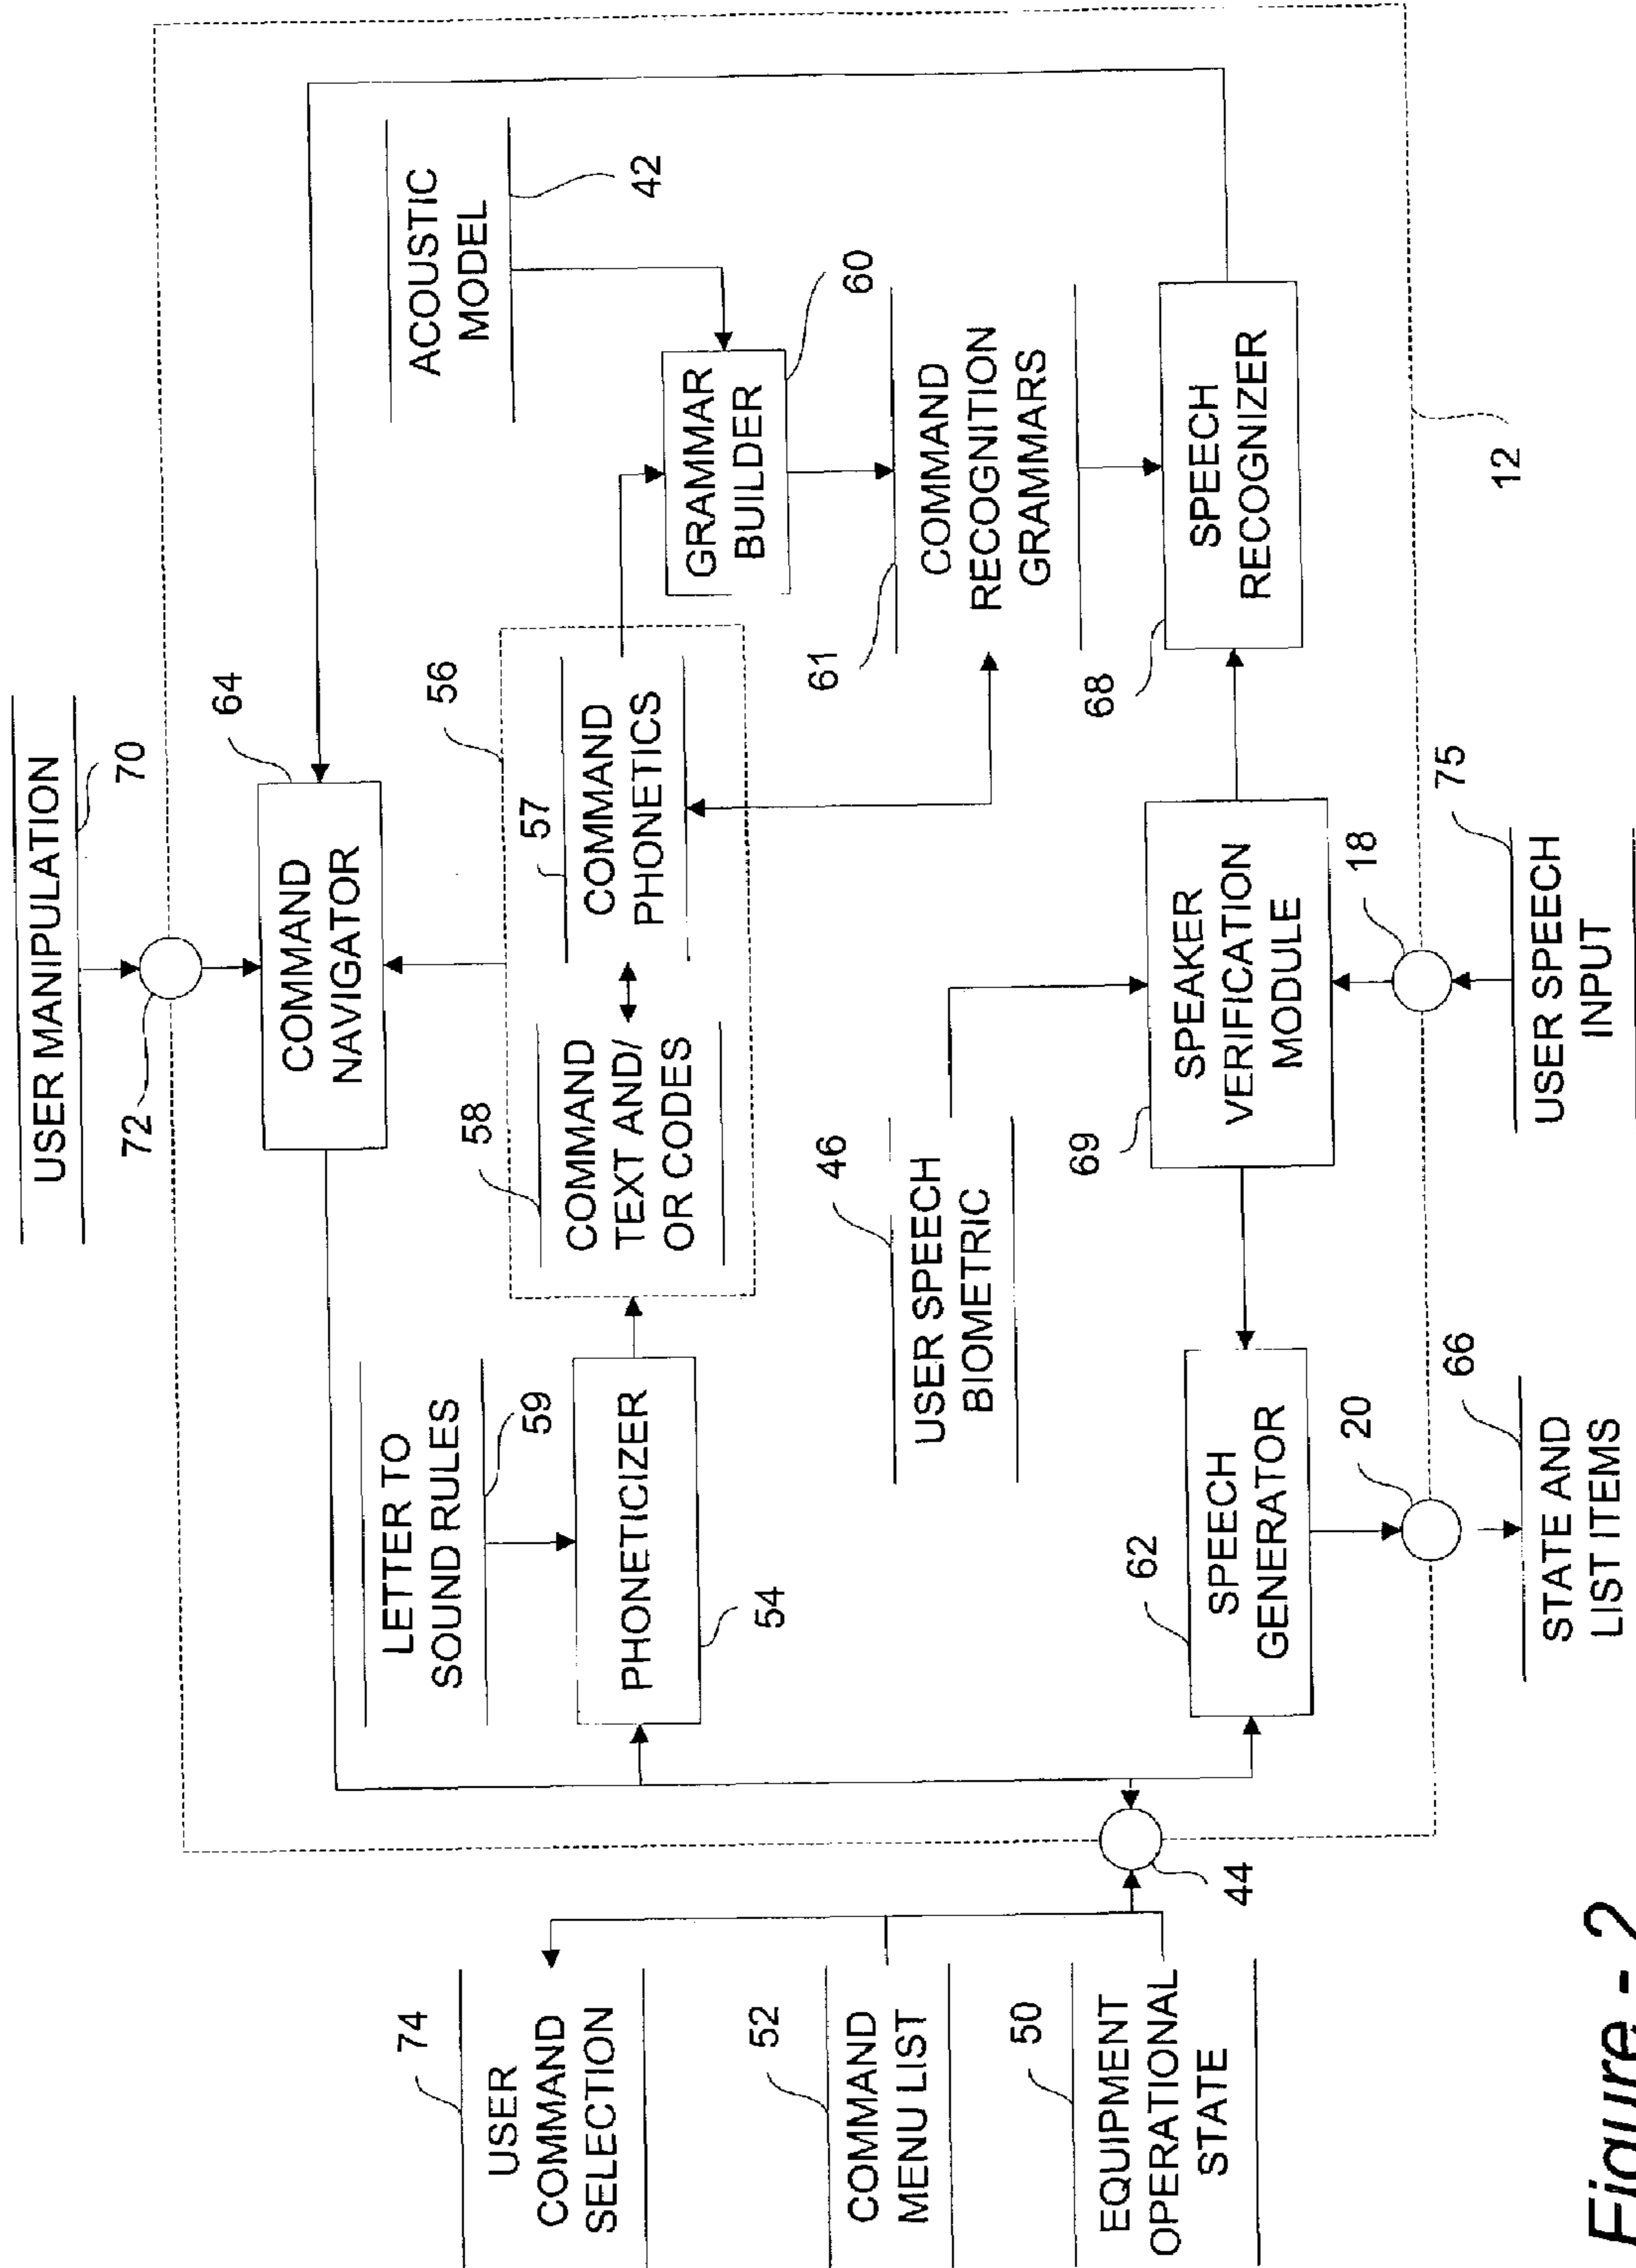 USER MANIPULATION
70
72
64
COMMAND
NAVIGATOR
ACOUSTIC
MODEL
42
LETTER TO
SOUND RULES
59
PHONETICIZER
54
56
58
COMMAND
TEXT AND/
OR CODES
57
COMMAND
PHONETICS
GRAMMAR
BUILDER
60
61
COMMAND
RECOGNITION
GRAMMARS
74
USER
COMMAND
SELECTION
52
COMMAND
MENU LIST
50
EQUIPMENT
OPERATIONAL
STATE
44
46
USER SPEECH
BIOMETRIC
62
SPEECH
GENERATOR
69
SPEAKER
VERIFICATION
MODULE
68
SPEECH
RECOGNIZER
12
20
66
STATE AND
LIST ITEMS
18
75
USER SPEECH
INPUT
Figure - 2